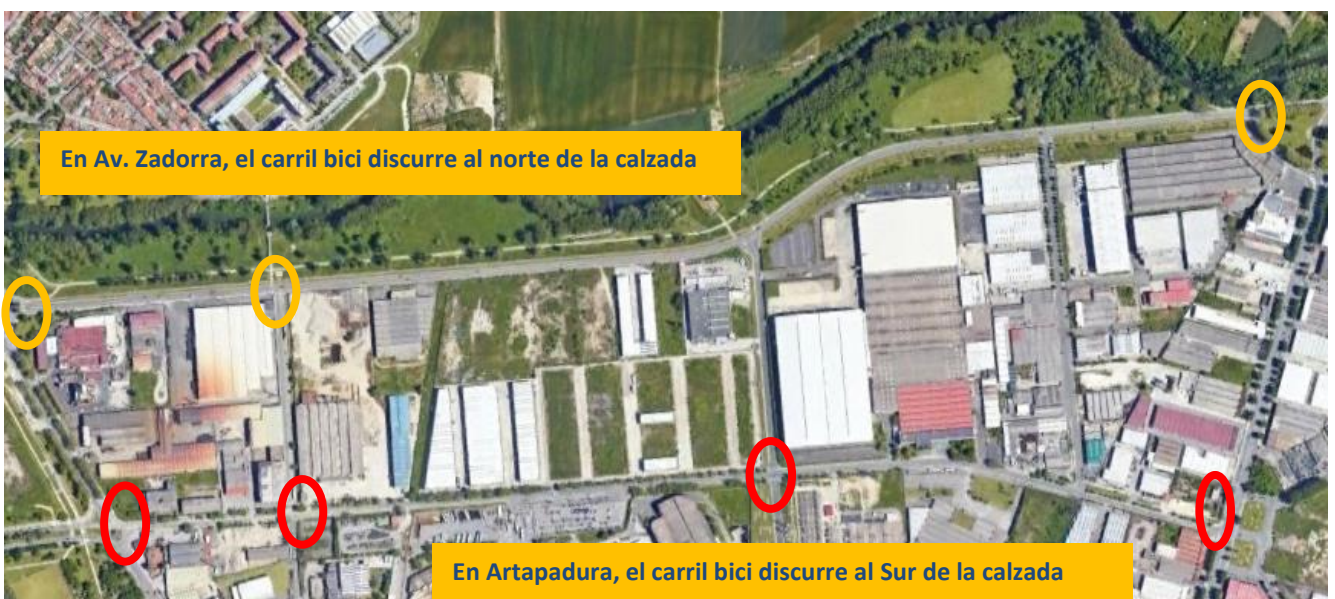 En Av. Zadorra, el carril bici discurre al norte de la calzada
En Artapadura, el carril bici discurre al Sur de la calzada